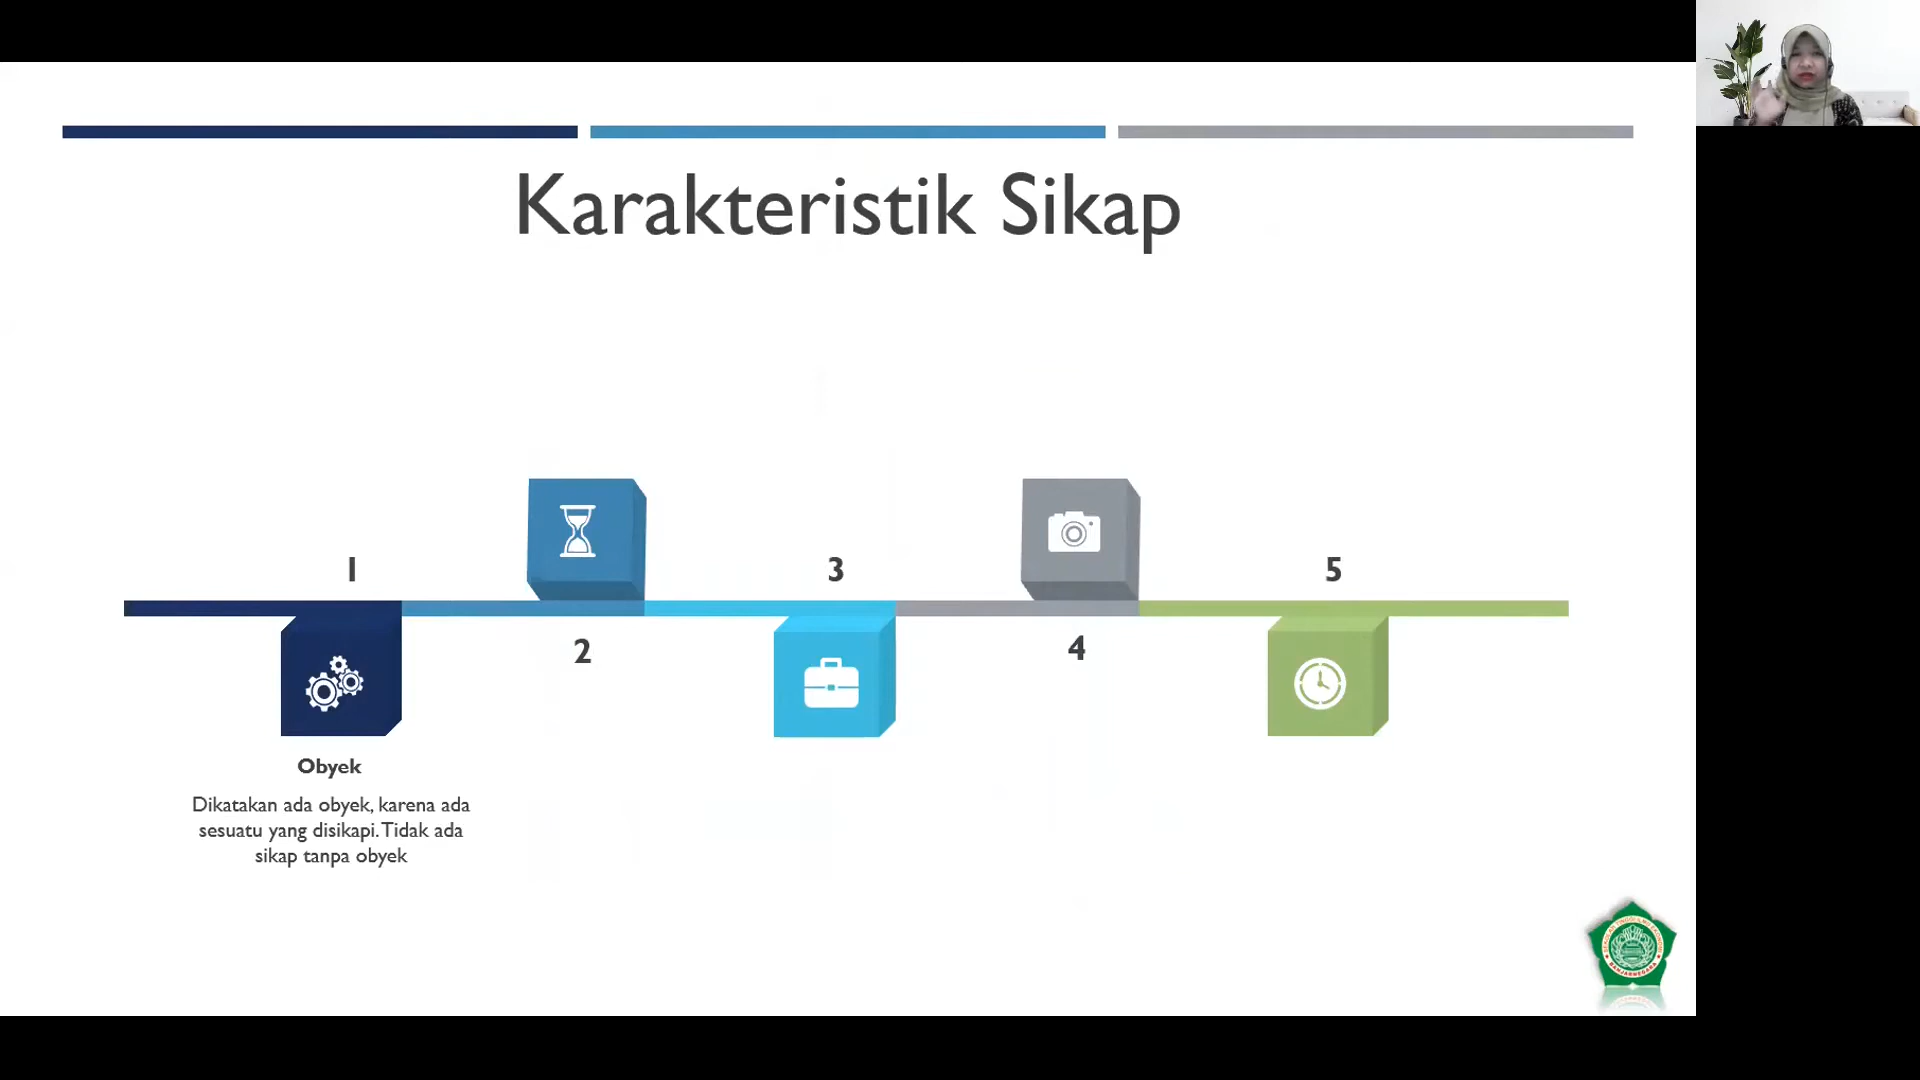 Karakteristik Sikap
1
2
3
4
5
Obyek
Dikatakan ada obyek, karena ada
sesuatu yang disikapi. Tidak ada
sikap tanpa obyek
BANJARNEGARA